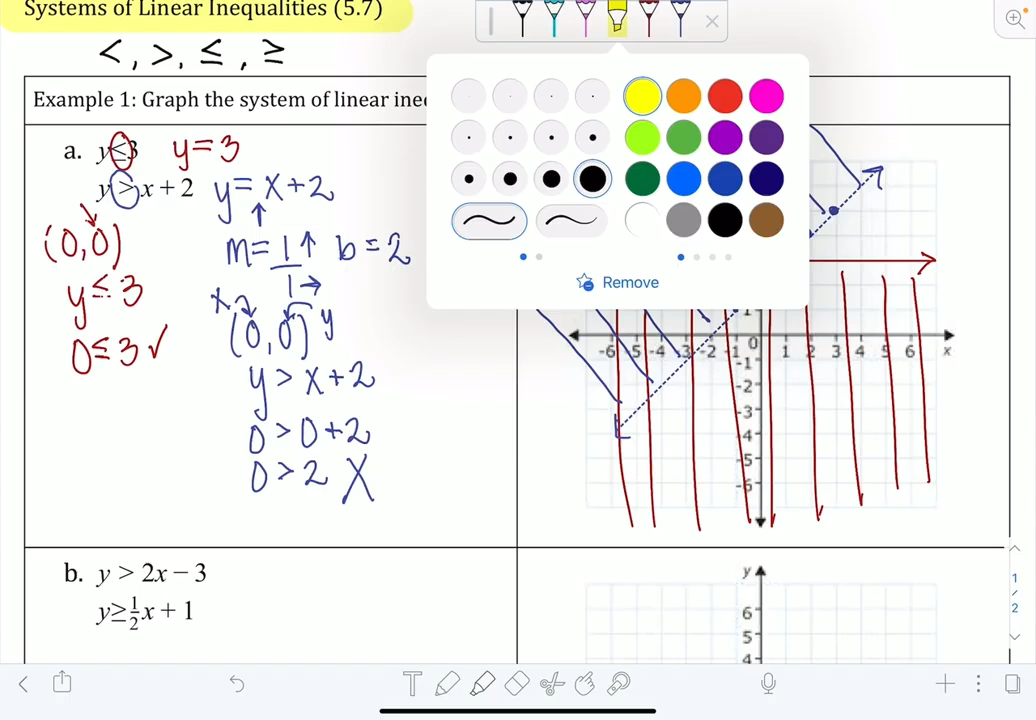 Systems of Linear Inequalities (5.7)
<, >, ≤, ≥
Example 1: Graph the system of linear ine
a. y≤3 y=3
y > x + 2 y = x+2
(0,0) m= 1/1 b=2
y ≤ 3
0≤3 ✓
x (0,0) y
y > x+2
0 > 0+2
0 > 2 X
Remove
1
-6 -5 -4 -3 -2 -1 0 1 2 3 4 5 6 x
-1
-2
-3
-4
-5
-6
b. y > 2x − 3
y≥½x + 1
y
6
5
4
1
/
2
T